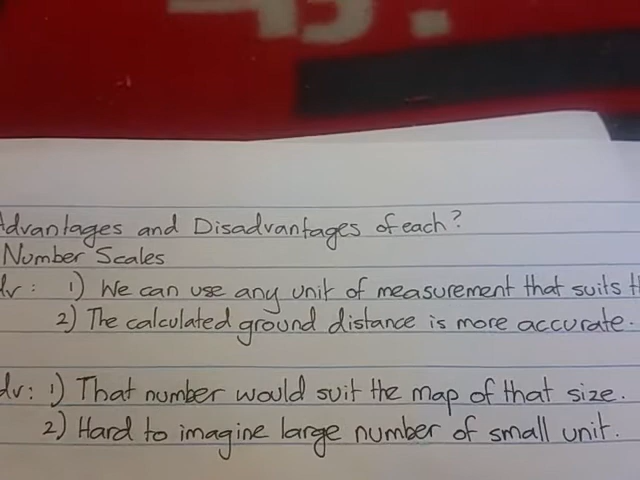 Advantages and Disadvantages of each?
Number Scales
dv: 1) We can use any unit of measurement that suits
2) The calculated ground distance is more accurate.
dv: 1) That number would suit the map of that size.
2) Hard to imagine large number of small unit.